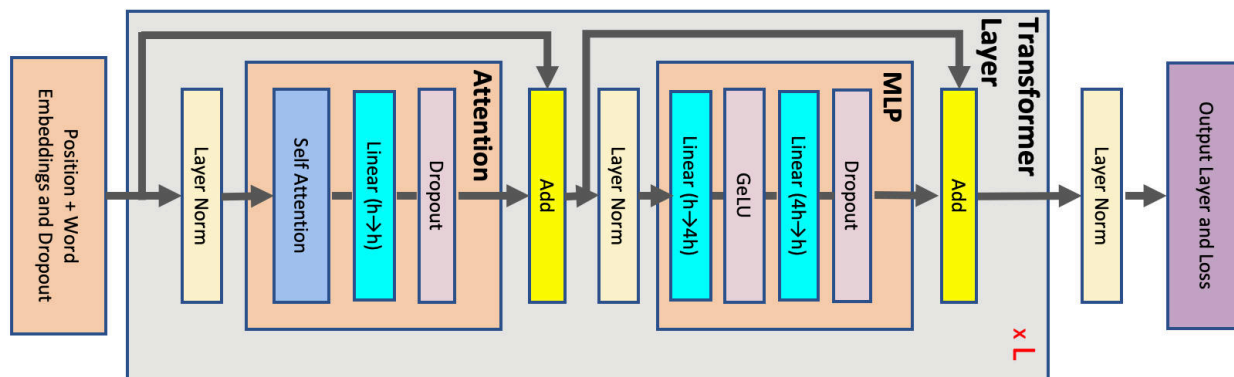 Position + Word
Embeddings and Dropout
Transformer
Layer
Layer Norm
Attention
Self Attention
Linear (h→h)
Dropout
Add
Layer Norm
MLP
Linear (h→4h)
GeLU
Linear (4h→h)
Dropout
Add
x L
Layer Norm
Output Layer and Loss